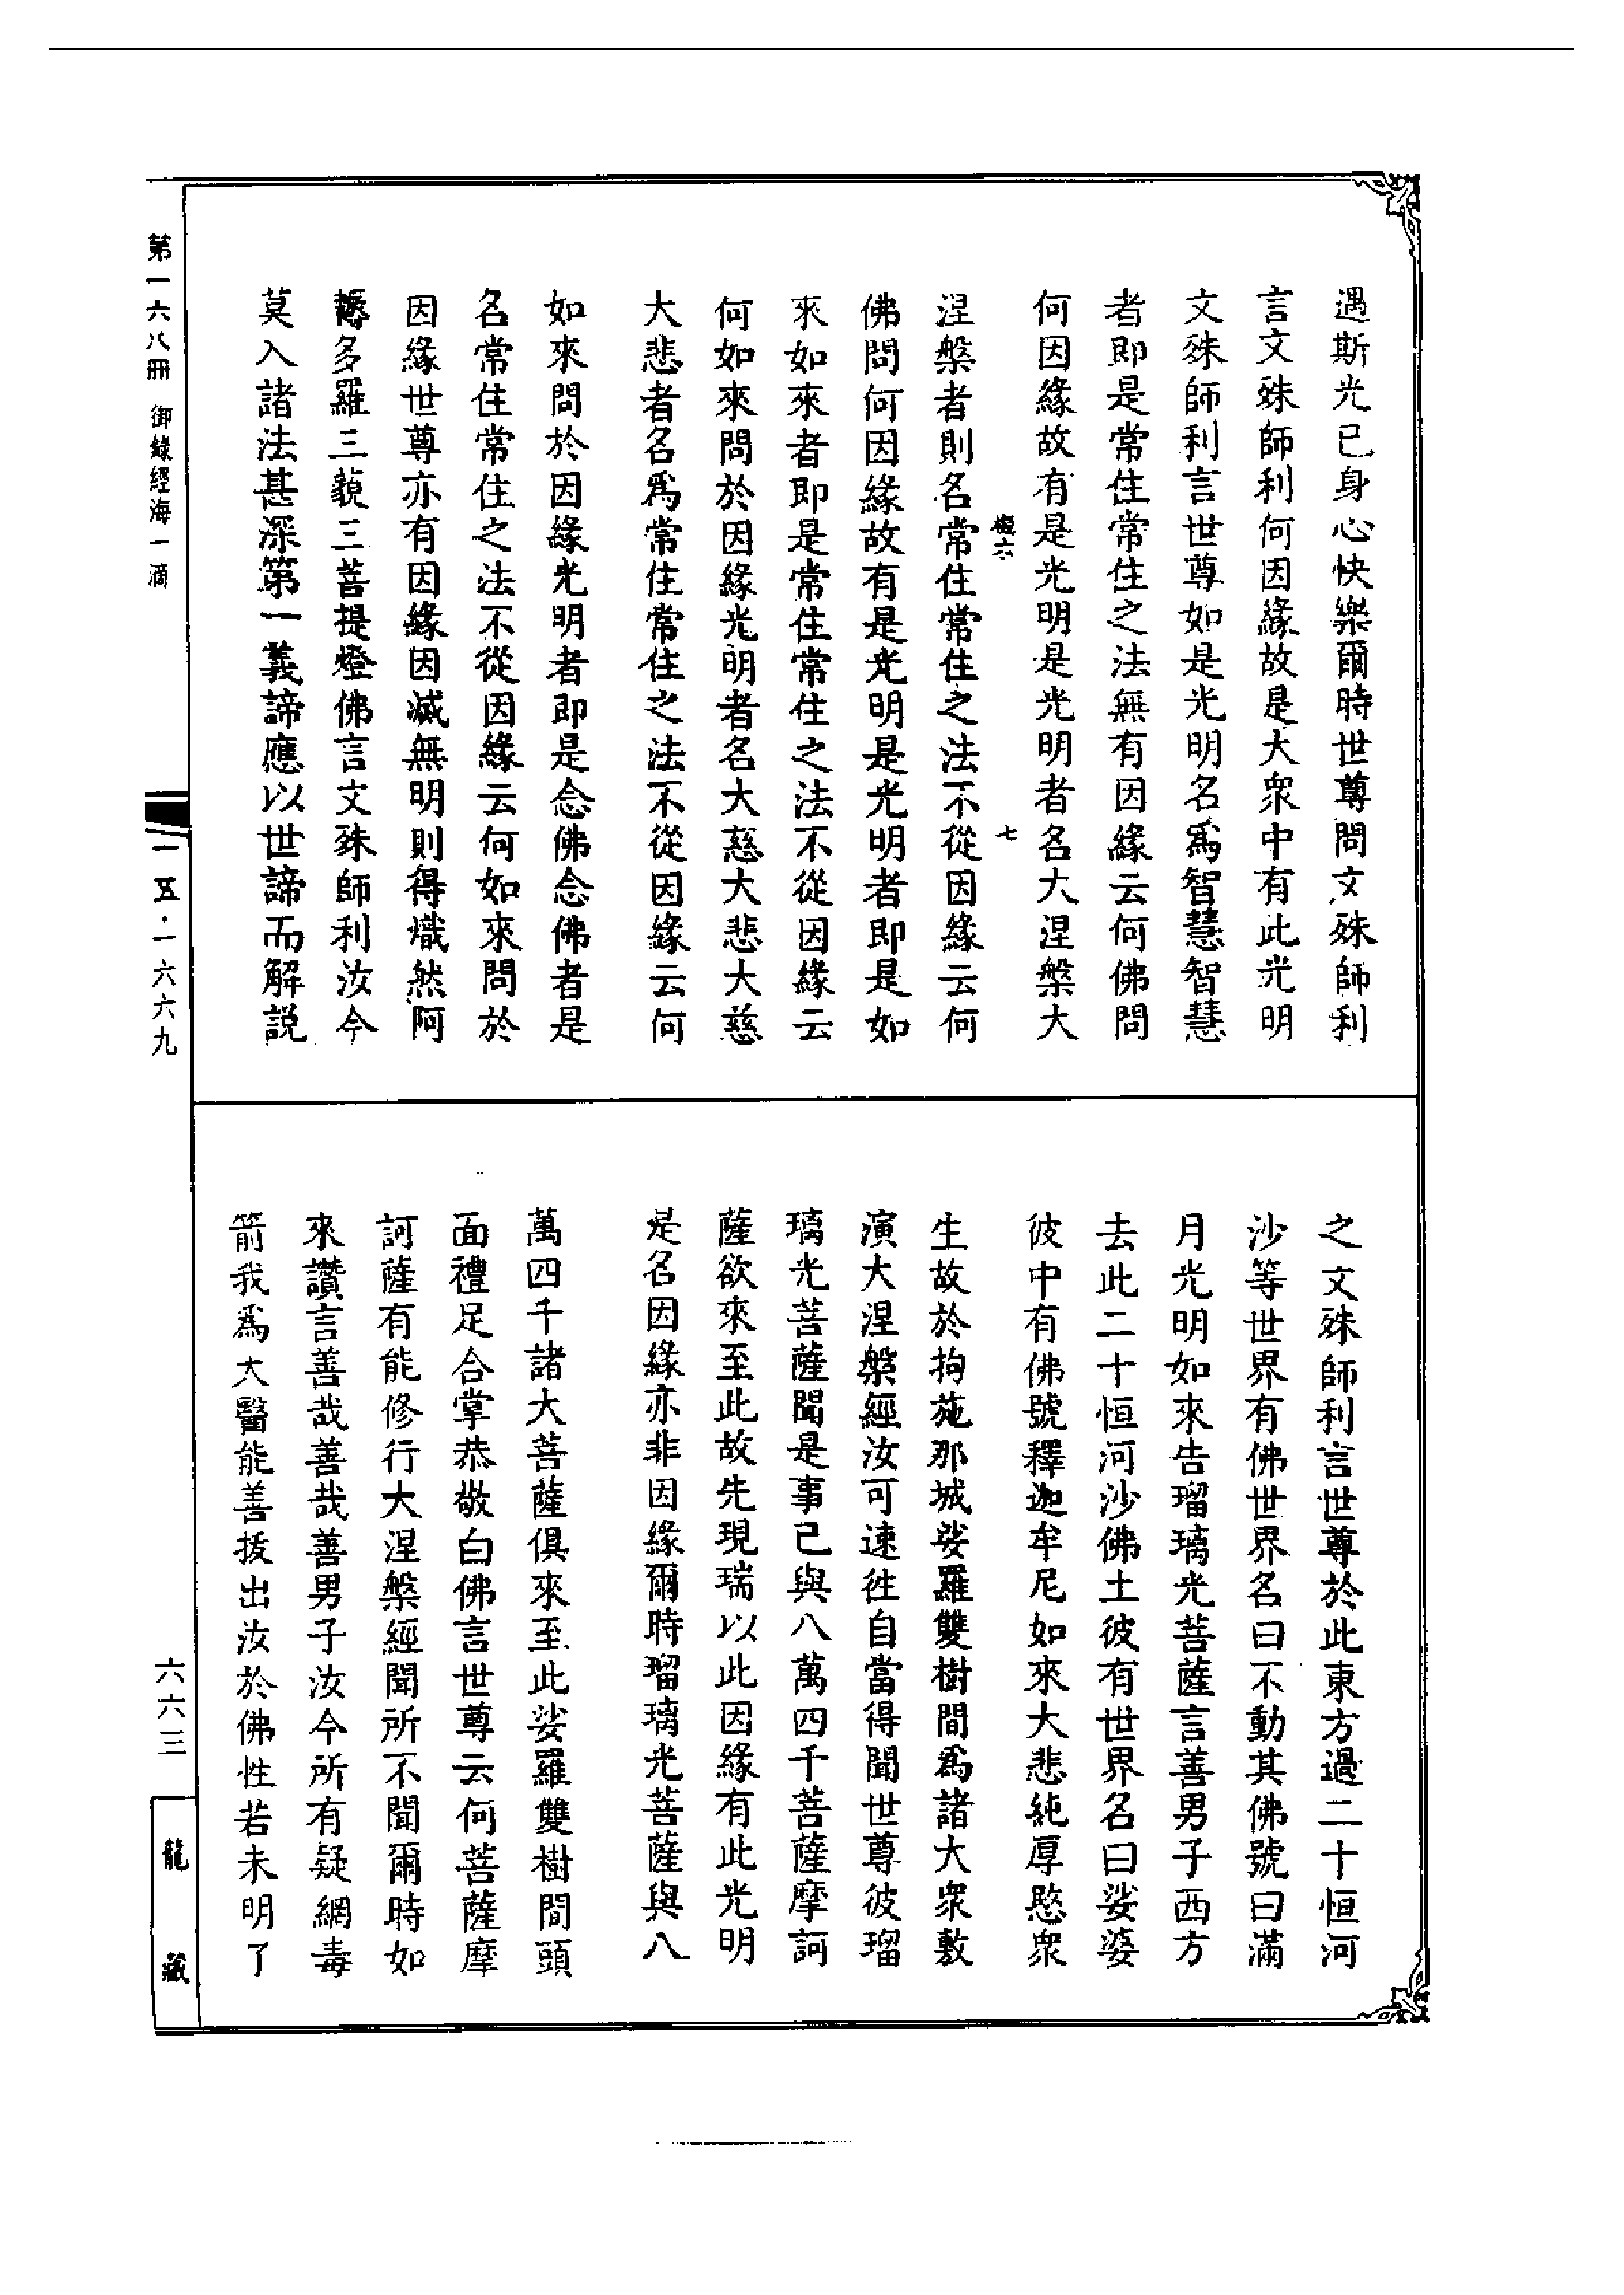 遇斯光已身心快樂爾時世尊問文殊師利
言文殊師利何因緣故是大衆中有此光明
文殊師利言世尊如是光明名爲智慧智慧
者即是常住常住之法無有因緣云何佛問
何因緣故有是光明是光明者名大涅槃大
七
涅槃者則名常住常住之法不從因緣云何
佛問何因緣故有是光明是光明者即是如
來如來者即是常住常住之法不從因緣云
何如來問於因緣光明者名大慈大悲大慈
大悲者名爲常住常住之法不從因緣云何
如來問於因緣光明者即是念佛念佛者是
名常住常住之法不從因緣云何如來問於
因緣世尊亦有因緣因滅無明則得熾然阿
多羅三藐三菩提燈佛言文殊師利汝今
莫入諸法甚深第一義諦應以世諦而解説
之文殊師利言世尊於此東方過二十恒河
沙等世界有佛世界名曰不動其佛號曰滿
月光明如來告瑠璃光菩薩言善男子西方
去此二十恒河沙佛土彼有世界名曰娑婆
彼中有佛號釋迦牟尼如來大悲純厚愍衆
生故於拘施那城娑羅雙樹間爲諸大衆敷
演大涅槃經汝可速往自當得聞世尊彼瑠
璃光菩薩聞是事已與八萬四千菩薩摩訶
薩欲來至此故先現瑞以此因緣有此光明
是名因緣亦非因緣爾時瑠璃光菩薩與八
萬四千諸大菩薩俱來至此娑羅雙樹間頭
面禮足合掌恭敬白佛言世尊云何菩薩摩
訶薩有能修行大涅槃經聞所不聞爾時如
來讚言善哉善哉善男子汝今所有疑網毒
箭我爲大醫能善拔出汝於佛性若未明了
第一六八冊 御錄經海一滴
一五·一六六九
六六三
龍藏